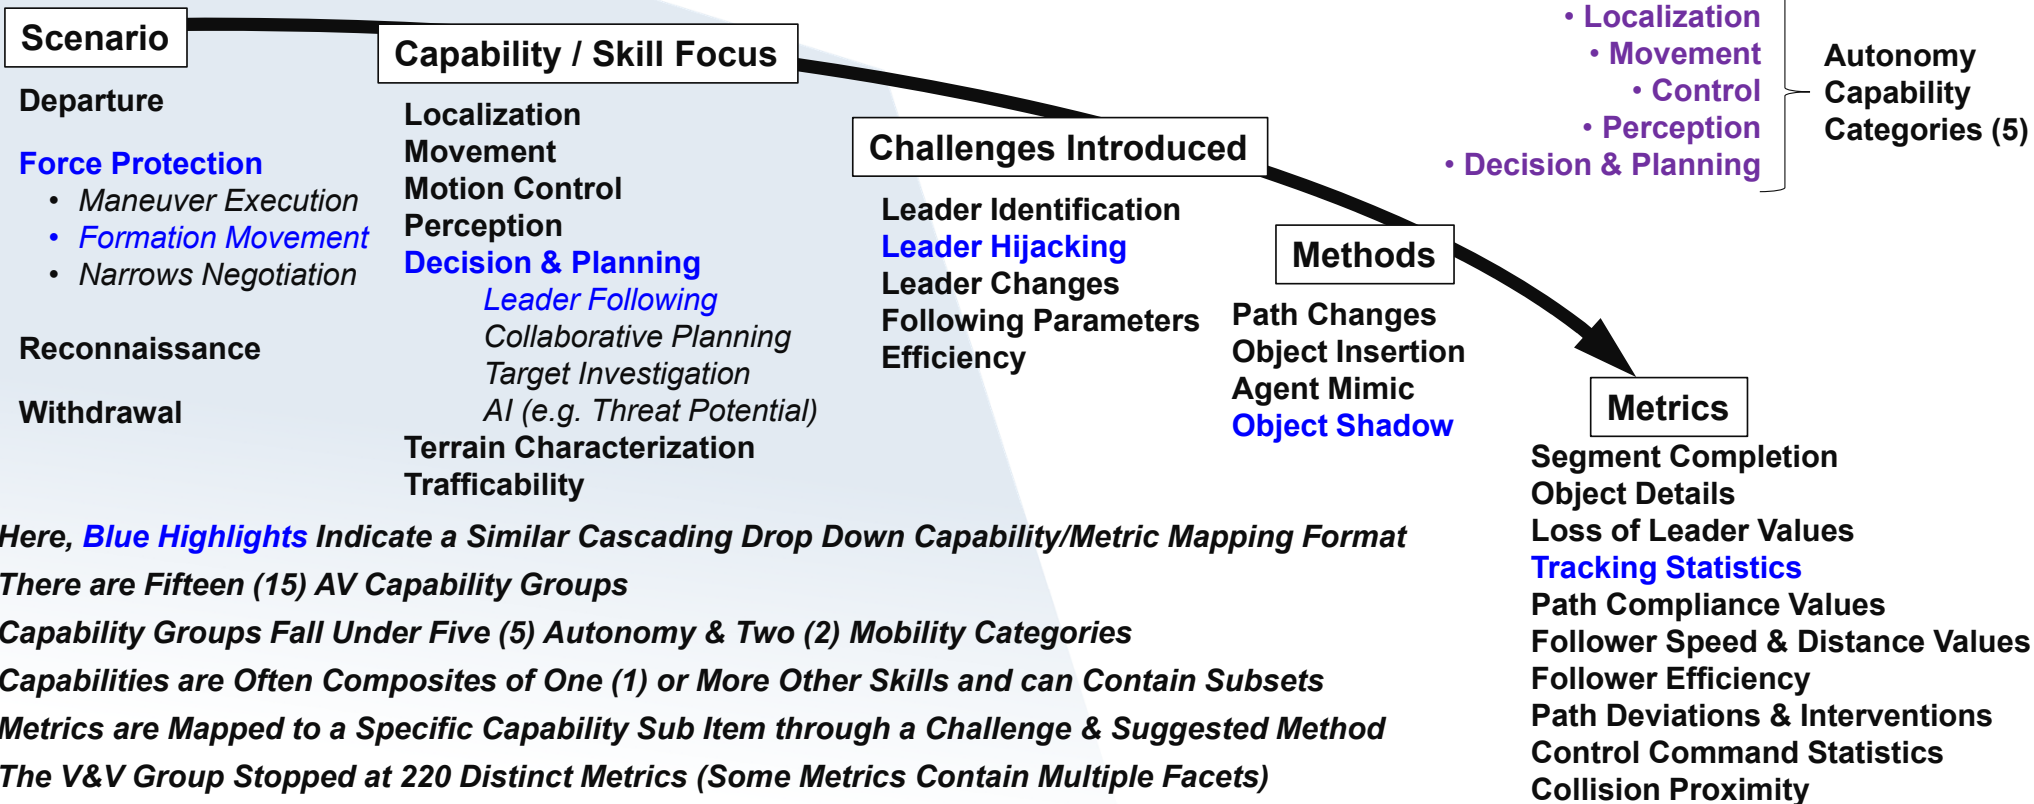 Scenario
Departure
Force Protection
• Maneuver Execution
• Formation Movement
• Narrows Negotiation
Reconnaissance
Withdrawal
Capability / Skill Focus
Localization
Movement
Motion Control
Perception
Decision & Planning
Leader Following
Collaborative Planning
Target Investigation
AI (e.g. Threat Potential)
Terrain Characterization
Trafficability
Challenges Introduced
Leader Identification
Leader Hijacking
Leader Changes
Following Parameters
Efficiency
Methods
Path Changes
Object Insertion
Agent Mimic
Object Shadow
Metrics
Segment Completion
Object Details
Loss of Leader Values
Tracking Statistics
Path Compliance Values
Follower Speed & Distance Values
Follower Efficiency
Path Deviations & Interventions
Control Command Statistics
Collision Proximity
• Localization
• Movement
• Control
• Perception
• Decision & Planning
Autonomy
Capability
Categories (5)
Here, Blue Highlights Indicate a Similar Cascading Drop Down Capability/Metric Mapping Format
There are Fifteen (15) AV Capability Groups
Capability Groups Fall Under Five (5) Autonomy & Two (2) Mobility Categories
Capabilities are Often Composites of One (1) or More Other Skills and can Contain Subsets
Metrics are Mapped to a Specific Capability Sub Item through a Challenge & Suggested Method
The V&V Group Stopped at 220 Distinct Metrics (Some Metrics Contain Multiple Facets)